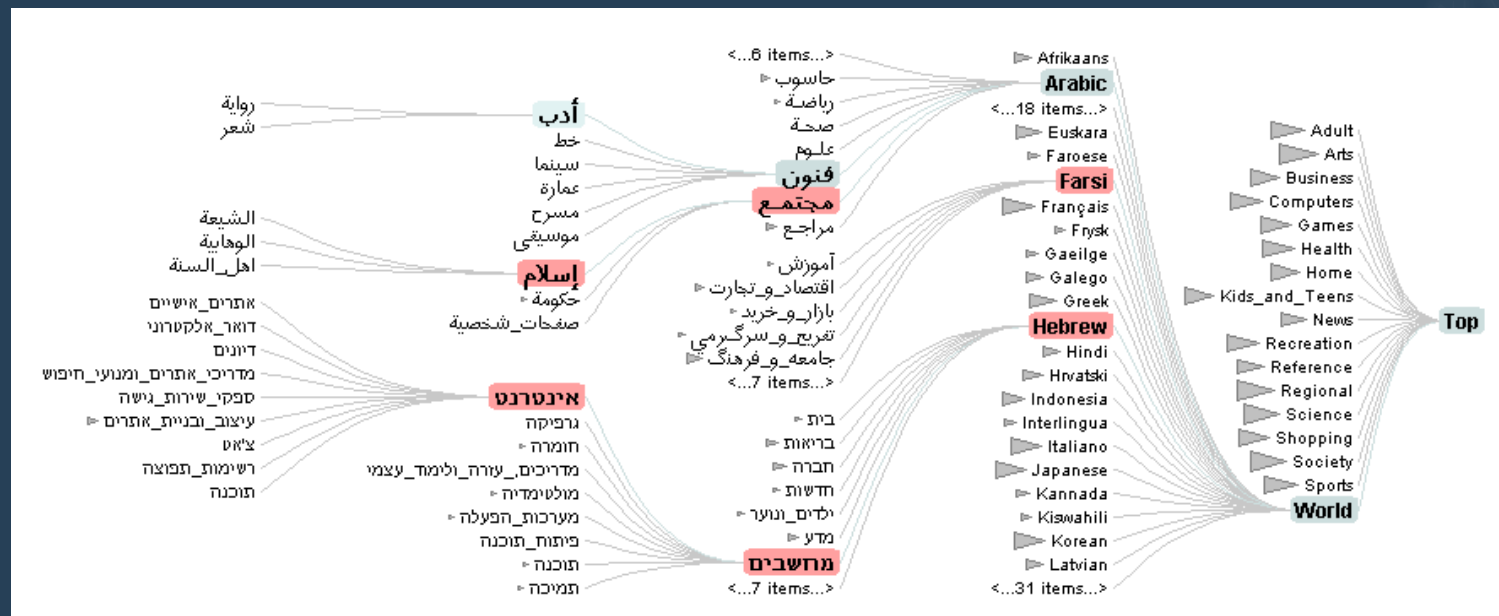 Top
Adult
Arts
Business
Computers
Games
Health
Home
Kids_and_Teens
News
Recreation
Reference
Regional
Science
Shopping
Society
Sports
World
Afrikaans
Arabic
<...18 items...>
Euskara
Faroese
Farsi
Français
Frysk
Gaeilge
Galego
Greek
Hebrew
Hindi
Hrvatski
Indonesia
Interlingua
Italiano
Japanese
Kannada
Kiswahili
Korean
Latvian
<...31 items...>
<...6 items...>
حاسوب
رياضة
صحة
علوم
فنون
مجتمع
مراجع
آموزش
اقتصاد_و_تجارت
بازار_و_خرید
تفریح_و_سرگرمي
جامعه_و_فرهنگ
<...7 items...>
בית
בריאות
חברה
חדשות
ילדים_ונוער
מדע
מחשבים
<...7 items...>
أدب
خط
سينما
عمارة
مسرح
موسيقى
إسلام
حكومة
صفحات_شخصية
אינטרנט
גרפיקה
חומרה
מדריכים,_עזרה_ולימוד_עצמי
מולטימדיה
מערכות_הפעלה
פיתוח_תוכנה
תוכנה
תמיכה
رواية
شعر
الشيعة
الوهابية
اهل_السنة
אתרים_אישיים
דואר_אלקטרוני
דיונים
מדריכי_אתרים_ומנועי_חיפוש
ספקי_שירות_גישה
עיצוב_ובניית_אתרים
צ'אט
רשימות_תפוצה
תוכנה